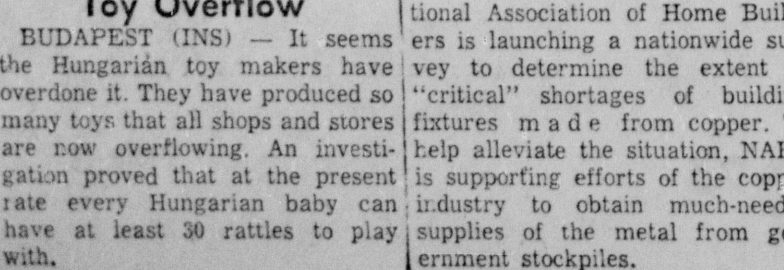 Toy Overflow
BUDAPEST (INS) — It seems
the Hungarian toy makers have
overdone it. They have produced so
many toys that all shops and stores
are now overflowing. An investi-
gation proved that at the present
rate every Hungarian baby can
have at least 30 rattles to play
with.
tional Association of Home Buil
ers is launching a nationwide su
vey to determine the extent
“critical” shortages of buildi
fixtures made from copper.
help alleviate the situation, NA
is supporting efforts of the copp
industry to obtain much-need
supplies of the metal from go
ernment stockpiles.